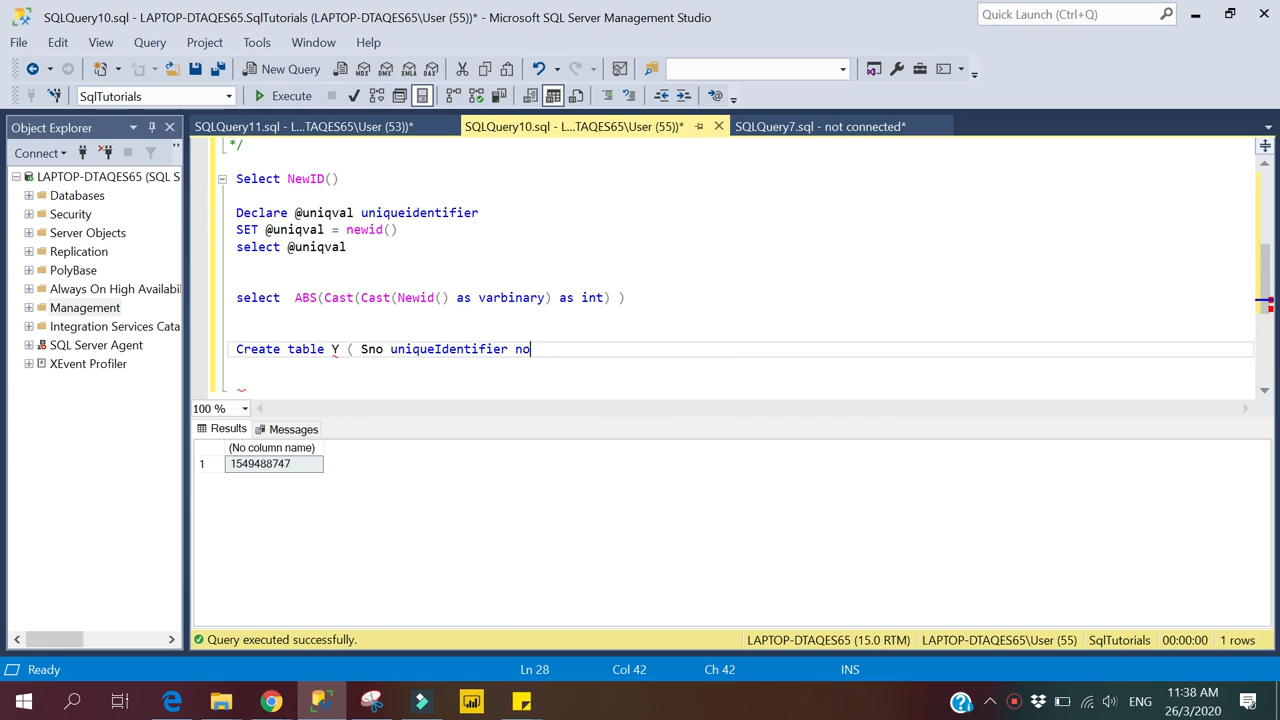 SQLQuery10.sql - LAPTOP-DTAQES65.SqlTutorials (LAPTOP-DTAQES65\User (55))* - Microsoft SQL Server Management Studio
Quick Launch (Ctrl+Q)
File Edit View Query Project Tools Window Help
New Query
MDX DMX XMLA DAX
SqlTutorials
Execute
Object Explorer
SQLQuery11.sql - L...TAQES65\User (53))*
SQLQuery10.sql - L...TAQES65\User (55))*
SQLQuery7.sql - not connected*
Connect
LAPTOP-DTAQES65 (SQL S
Databases
Security
Server Objects
Replication
PolyBase
Always On High Availabil
Management
Integration Services Cata
SQL Server Agent
XEvent Profiler
*/
Select NewID()
Declare @uniqval uniqueidentifier
SET @uniqval = newid()
select @uniqval
select ABS(Cast(Cast(Newid() as varbinary) as int) )
Create table Y ( Sno uniqueIdentifier no
100 %
Results Messages
(No column name)
1 1549488747
Query executed successfully.
LAPTOP-DTAQES65 (15.0 RTM) LAPTOP-DTAQES65\User (55) SqlTutorials 00:00:00 1 rows
Ready Ln 28 Col 42 Ch 42 INS
ENG
11:38 AM
26/3/2020